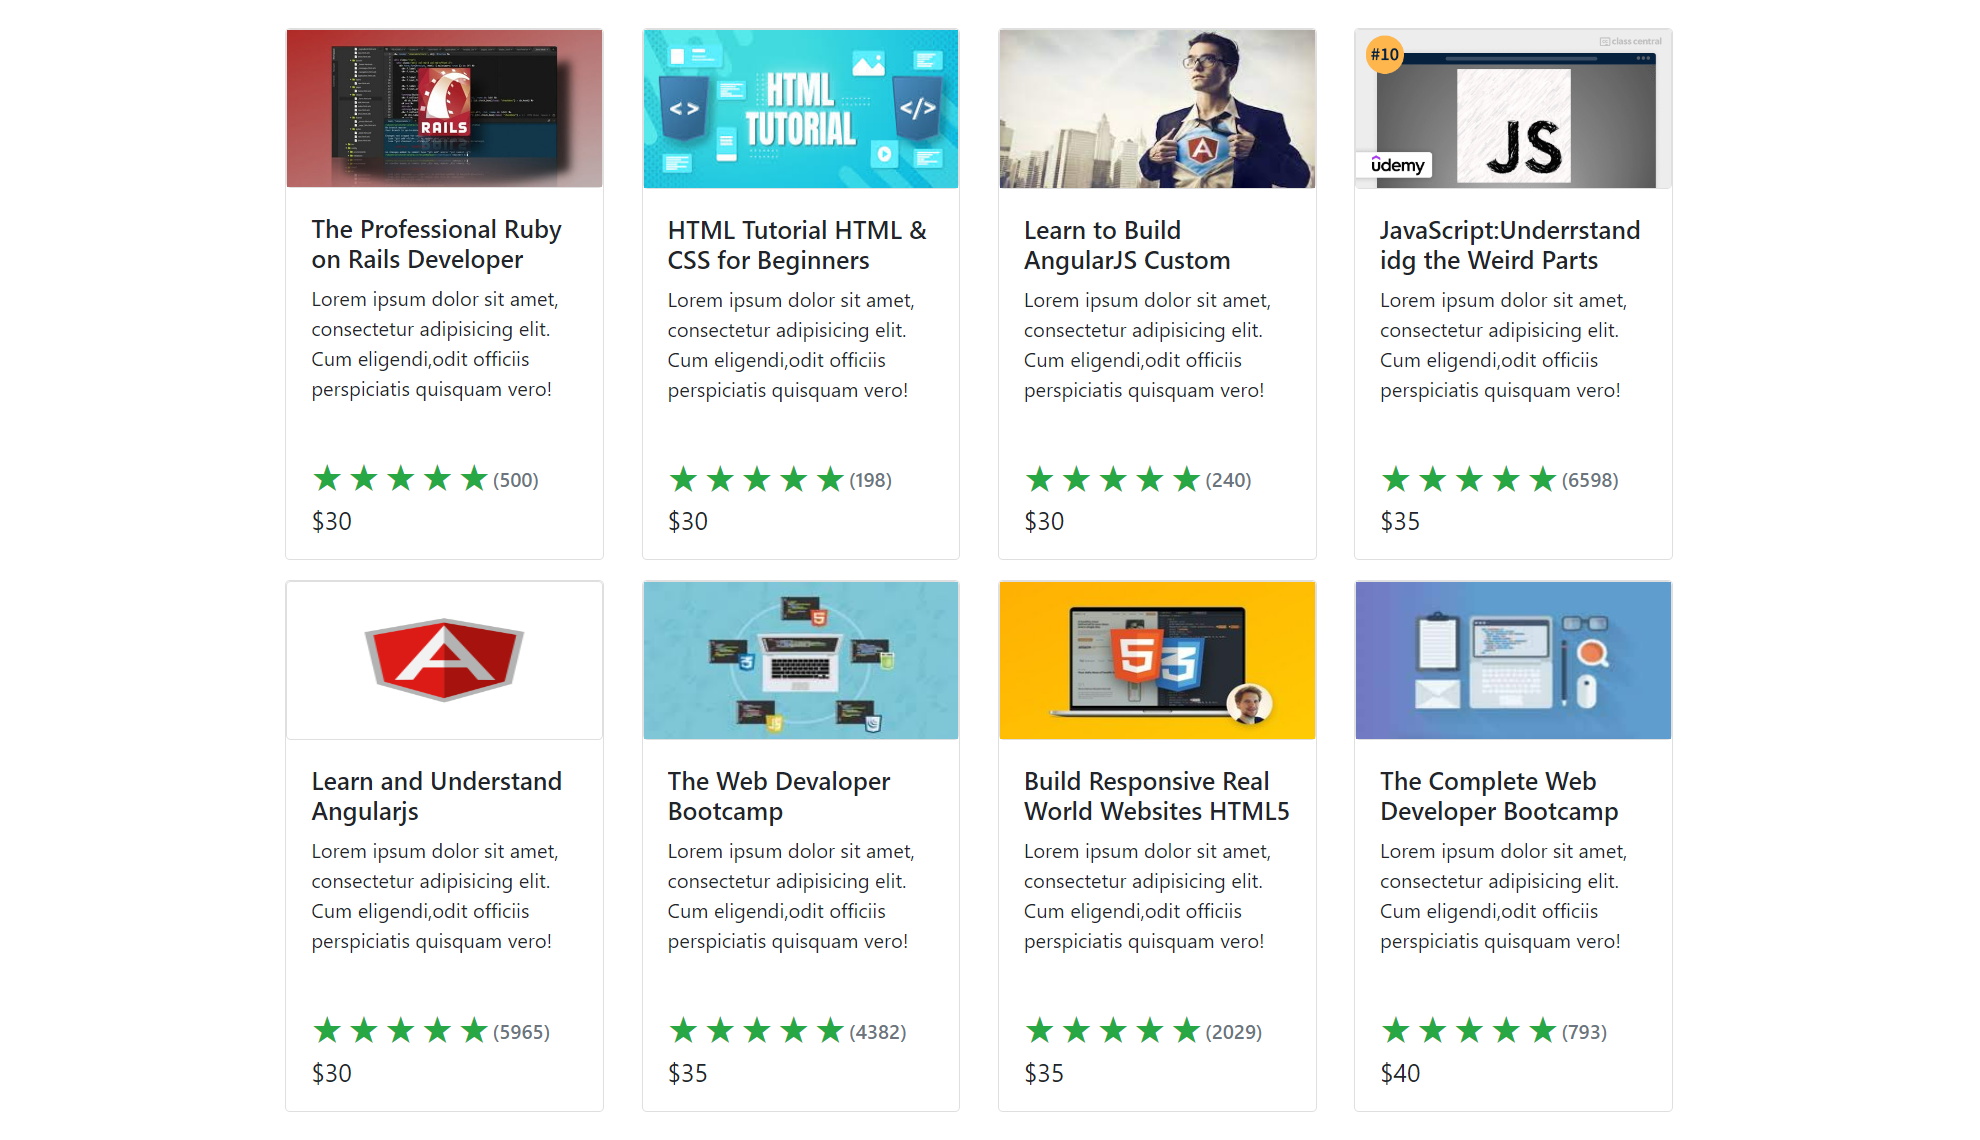 RAILS
The Professional Ruby
on Rails Developer
Lorem ipsum dolor sit amet,
consectetur adipisicing elit.
Cum eligendi,odit officiis
perspiciatis quisquam vero!
★ ★ ★ ★ ★ (500)
$30
< >
HTML
TUTORIAL
</>
HTML Tutorial HTML &
CSS for Beginners
Lorem ipsum dolor sit amet,
consectetur adipisicing elit.
Cum eligendi,odit officiis
perspiciatis quisquam vero!
★ ★ ★ ★ ★ (198)
$30
A
Learn to Build
AngularJS Custom
Lorem ipsum dolor sit amet,
consectetur adipisicing elit.
Cum eligendi,odit officiis
perspiciatis quisquam vero!
★ ★ ★ ★ ★ (240)
$30
#10
class central
JS
udemy
JavaScript:Underrstand
idg the Weird Parts
Lorem ipsum dolor sit amet,
consectetur adipisicing elit.
Cum eligendi,odit officiis
perspiciatis quisquam vero!
★ ★ ★ ★ ★ (6598)
$35
A
Learn and Understand
Angularjs
Lorem ipsum dolor sit amet,
consectetur adipisicing elit.
Cum eligendi,odit officiis
perspiciatis quisquam vero!
★ ★ ★ ★ ★ (5965)
$30
5
3
JS
The Web Devaloper
Bootcamp
Lorem ipsum dolor sit amet,
consectetur adipisicing elit.
Cum eligendi,odit officiis
perspiciatis quisquam vero!
★ ★ ★ ★ ★ (4382)
$35
5
3
Build Responsive Real
World Websites HTML5
Lorem ipsum dolor sit amet,
consectetur adipisicing elit.
Cum eligendi,odit officiis
perspiciatis quisquam vero!
★ ★ ★ ★ ★ (2029)
$35
The Complete Web
Developer Bootcamp
Lorem ipsum dolor sit amet,
consectetur adipisicing elit.
Cum eligendi,odit officiis
perspiciatis quisquam vero!
★ ★ ★ ★ ★ (793)
$40